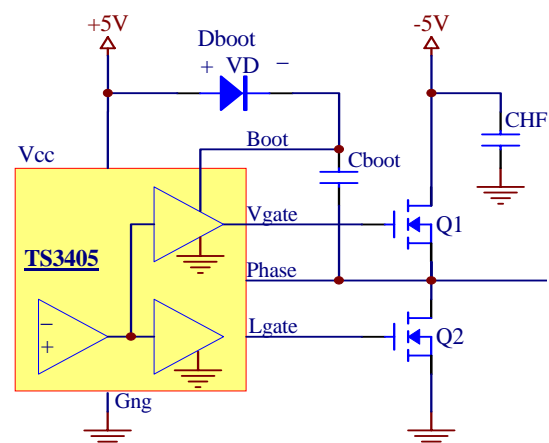 +5V
-5V
Dboot
+ VD −
CHF
Boot
Vcc
Cboot
Vgate
Q1
TS3405
Phase
−
+
Lgate
Q2
Gng